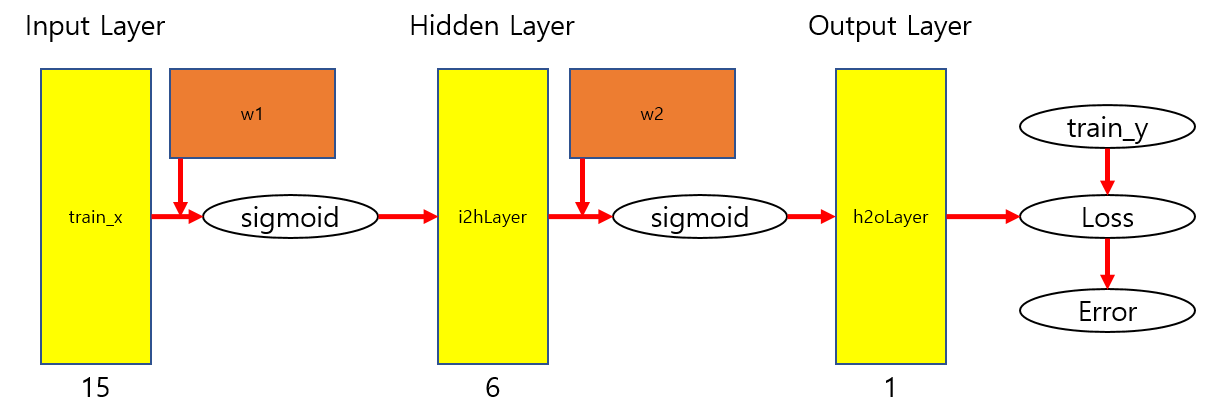 Input Layer
Hidden Layer
Output Layer
w1
w2
train_y
train_x
sigmoid
i2hLayer
sigmoid
h2oLayer
Loss
Error
15
6
1